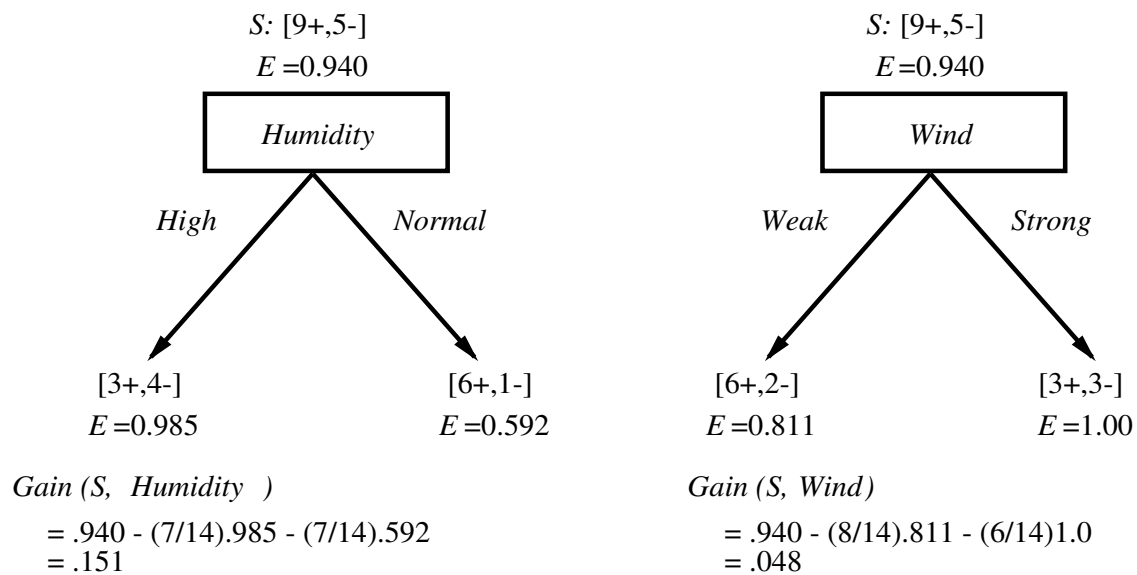 S: [9+,5-]
E =0.940
Humidity
High
Normal
[3+,4-]
E =0.985
[6+,1-]
E =0.592
Gain (S, Humidity )
= .940 - (7/14).985 - (7/14).592
= .151
S: [9+,5-]
E =0.940
Wind
Weak
Strong
[6+,2-]
E =0.811
[3+,3-]
E =1.00
Gain (S, Wind)
= .940 - (8/14).811 - (6/14)1.0
= .048